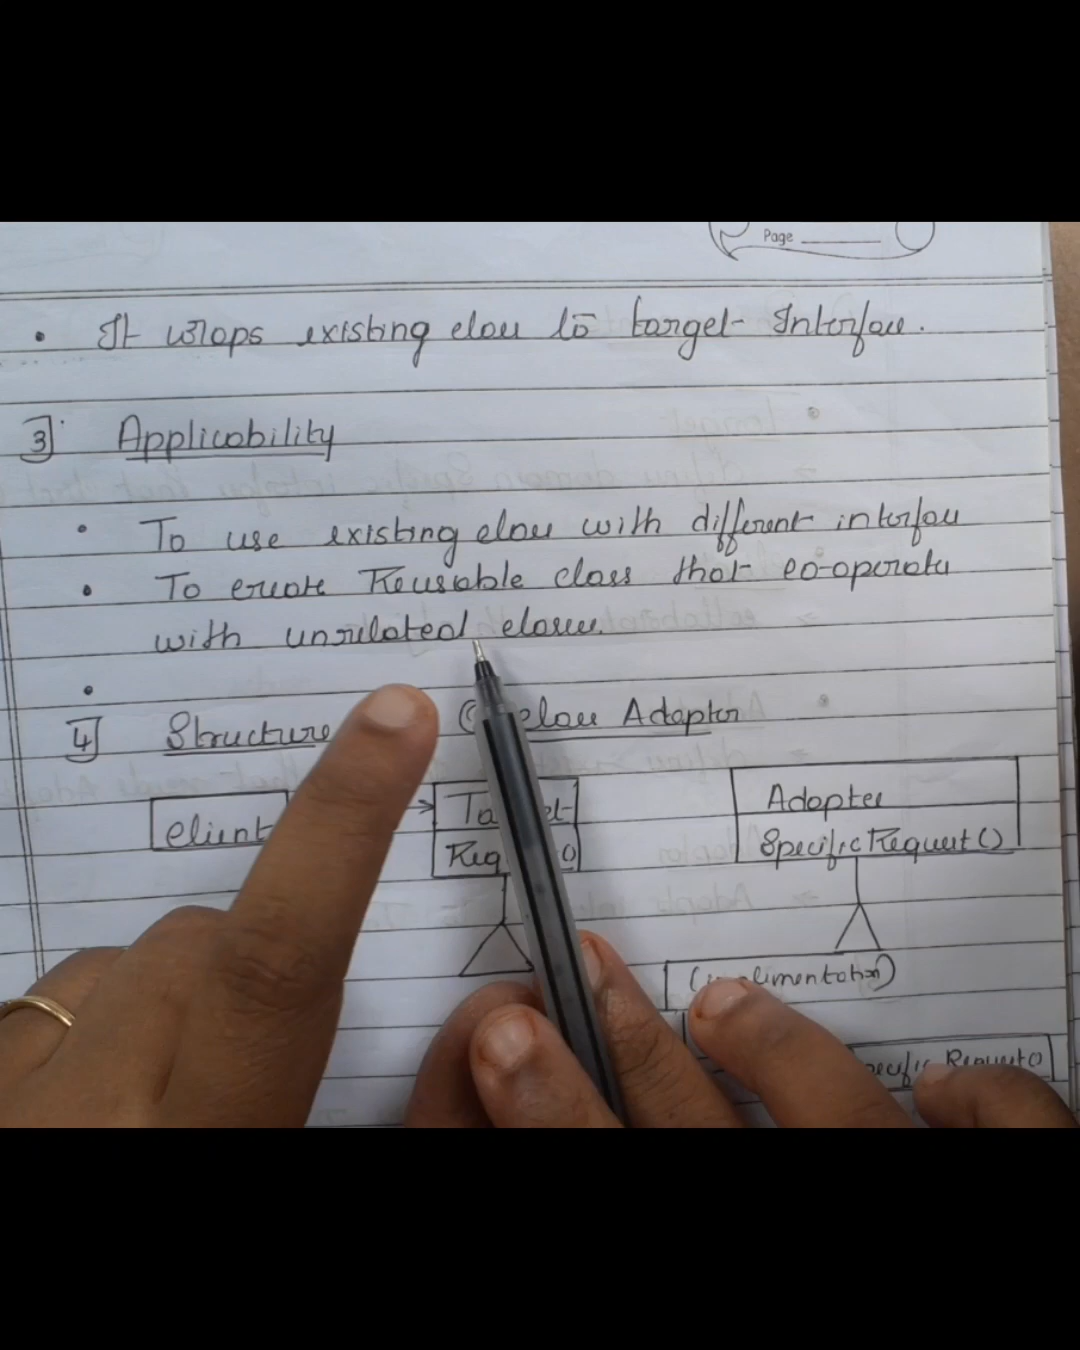 Page
• It wraps existing class to target Interface.
3] Applicability
• To use existing class with different interface
• To create Reusable class that co-operate
with unrelated classes.
•
4] Structure class Adapter
client
Adaptee
SpecificRequest()